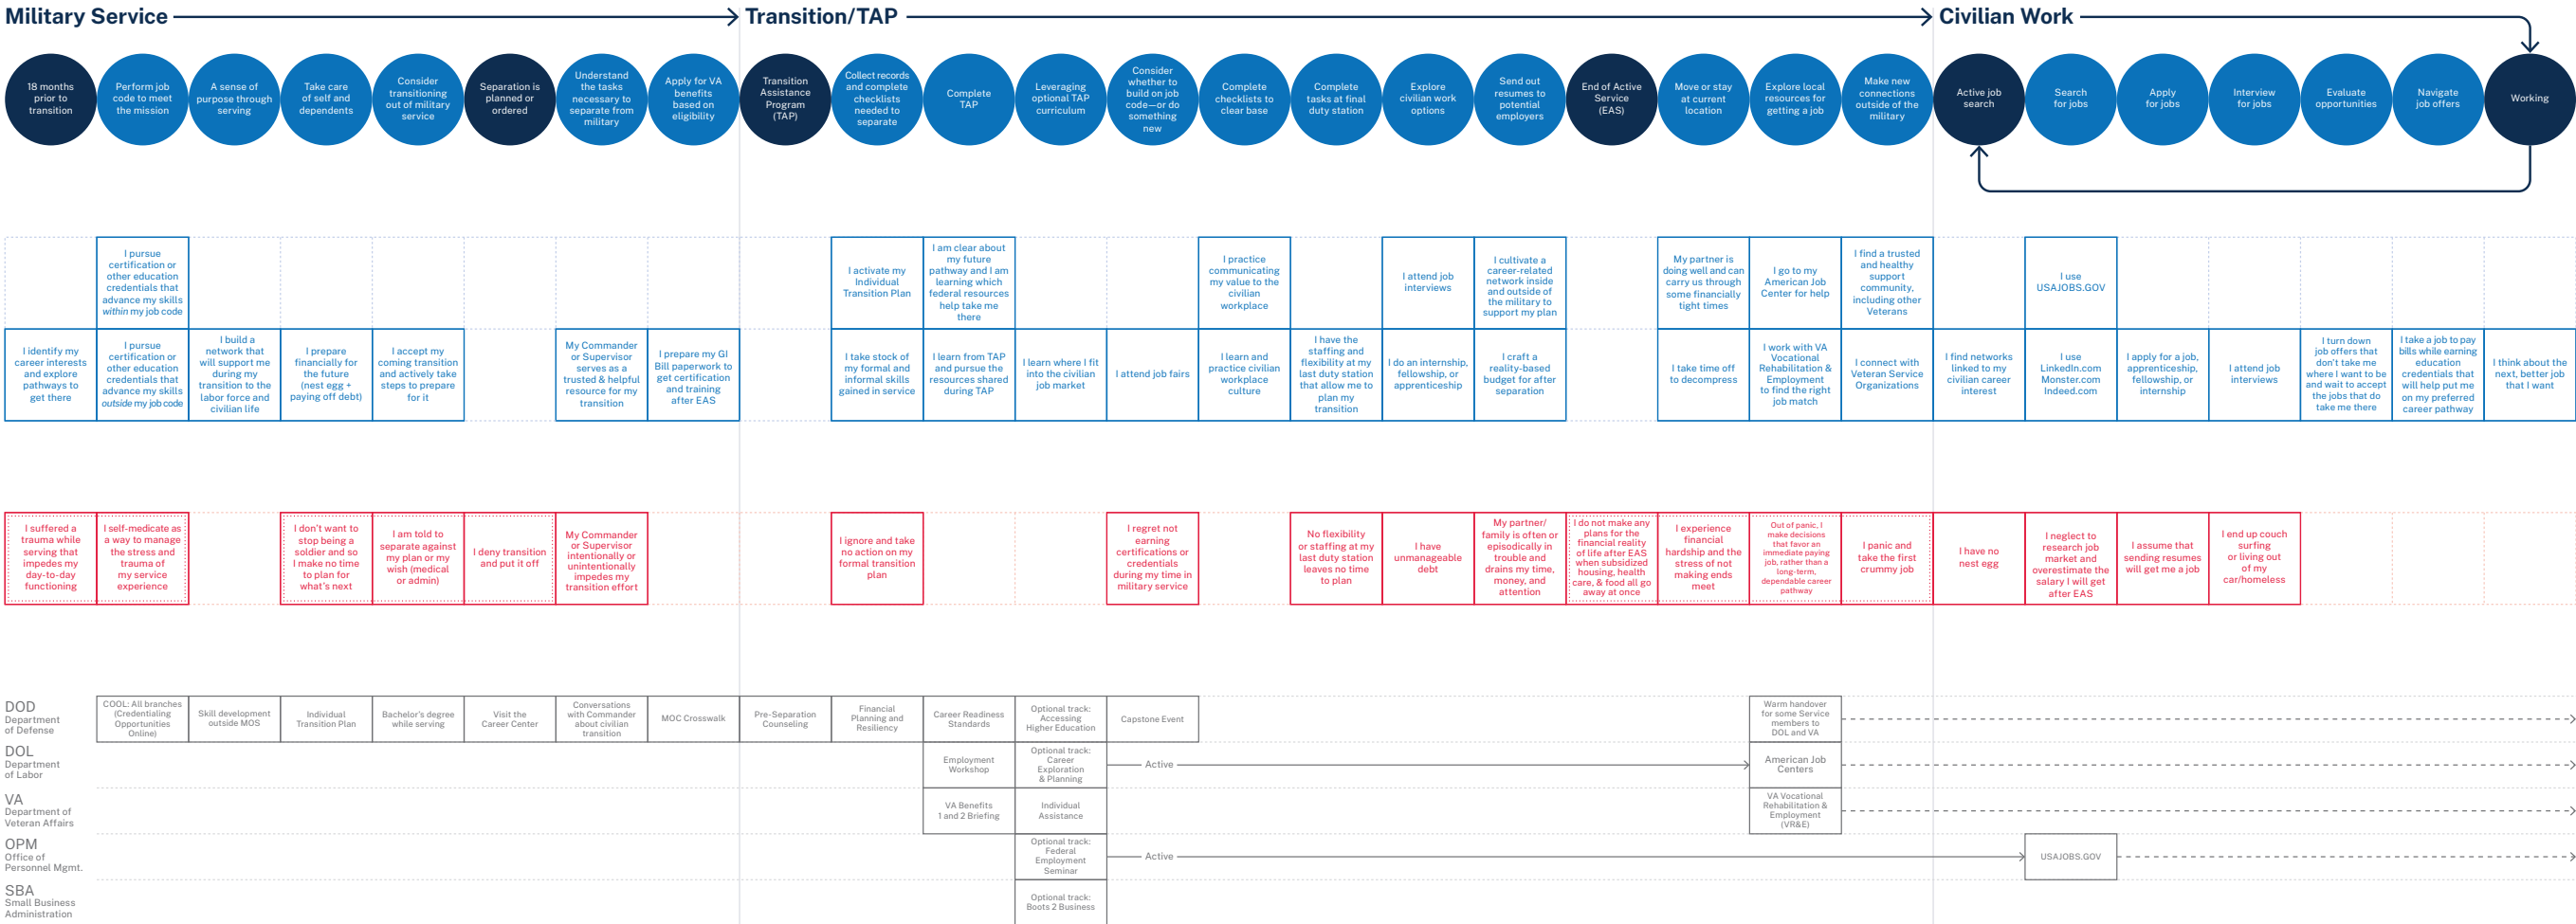 Military Service
Transition/TAP
Civilian Work
18 months
prior to
transition
Perform job
code to meet
the mission
A sense of
purpose through
serving
Take care
of self and
dependents
Consider
transitioning
out of military
service
Separation is
planned or
ordered
Understand
the tasks
necessary to
separate from
military
Apply for VA
benefits
based on
eligibility
Transition
Assistance
Program
(TAP)
Collect records
and complete
checklists
needed to
separate
Complete
TAP
Leveraging
optional TAP
curriculum
Consider
whether to
build on job
code—or do
something
new
Complete
checklists to
clear base
Complete
tasks at final
duty station
Explore
civilian work
options
Send out
resumes to
potential
employers
End of Active
Service
(EAS)
Move or stay
at current
location
Explore local
resources for
getting a job
Make new
connections
outside of the
military
Active job
search
Search
for jobs
Apply
for jobs
Interview
for jobs
Evaluate
opportunities
Navigate
job offers
Working
I pursue
certification or
other education
credentials that
advance my skills
within my job code
I activate my
Individual
Transition Plan
I am clear about
my future
pathway and I am
learning which
federal resources
help take me
there
I practice
communicating
my value to the
civilian
workplace
I attend job
interviews
I cultivate a
career-related
network inside
and outside of
the military to
support my plan
My partner is
doing well and can
carry us through
some financially
tight times
I go to my
American Job
Center for help
I find a trusted
and healthy
support
community,
including other
Veterans
I use
USAJOBS.GOV
I identify my
career interests
and explore
pathways to
get there
I pursue
certification or
other education
credentials that
advance my skills
outside my job code
I build a
network that
will support me
during my
transition to the
labor force and
civilian life
I prepare
financially for
the future
(nest egg +
paying off debt)
I accept my
coming transition
and actively take
steps to prepare
for it
My Commander
or Supervisor
serves as a
trusted & helpful
resource for my
transition
I prepare my GI
Bill paperwork to
get certification
and training
after EAS
I take stock of
my formal and
informal skills
gained in service
I learn from TAP
and pursue the
resources shared
during TAP
I learn where I fit
into the civilian
job market
I attend job fairs
I learn and
practice civilian
workplace
culture
I have the
staffing and
flexibility at my
last duty station
that allow me to
plan my
transition
I do an internship,
fellowship, or
apprenticeship
I craft a
reality-based
budget for after
separation
I take time off
to decompress
I work with VA
Vocational
Rehabilitation &
Employment
to find the right
job match
I connect with
Veteran Service
Organizations
I find networks
linked to my
civilian career
interest
I use
LinkedIn.com
Monster.com
Indeed.com
I apply for a job,
apprenticeship,
fellowship, or
internship
I attend job
interviews
I turn down
job offers that
don't take me
where I want to be
and wait to accept
the jobs that do
take me there
I take a job to pay
bills while earning
education
credentials that
will help put me
on my preferred
career pathway
I think about the
next, better job
that I want
I suffered a
trauma while
serving that
impedes my
day-to-day
functioning
I self-medicate as
a way to manage
the stress and
trauma of
my service
experience
I don't want to
stop being a
soldier and so
I make no time
to plan for
what's next
I am told to
separate against
my plan or my
wish (medical
or admin)
I deny transition
and put it off
My Commander
or Supervisor
intentionally or
unintentionally
impedes my
transition effort
I ignore and take
no action on my
formal transition
plan
I regret not
earning
certifications or
credentials
during my time in
military service
No flexibility
or staffing at my
last duty station
leaves no time
to plan
I have
unmanageable
debt
My partner/
family is often or
episodically in
trouble and
drains my time,
money, and
attention
I do not make any
plans for the
financial reality
of life after EAS
when subsidized
housing, health
care, & food all go
away at once
I experience
financial
hardship and the
stress of not
making ends
meet
Out of panic, I
make decisions
that favor an
immediate paying
job, rather than a
long-term,
dependable career
pathway
I panic and
take the first
crummy job
I have no
nest egg
I neglect to
research job
market and
overestimate the
salary I will get
after EAS
I assume that
sending resumes
will get me a job
I end up couch
surfing
or living out
of my
car/homeless
DOD
Department
of Defense
COOL: All branches
(Credentialing
Opportunities
Online)
Skill development
outside MOS
Individual
Transition Plan
Bachelor's degree
while serving
Visit the
Career Center
Conversations
with Commander
about civilian
transition
MOC Crosswalk
Pre-Separation
Counseling
Financial
Planning and
Resiliency
Career Readiness
Standards
Optional track:
Accessing
Higher Education
Capstone Event
Warm handover
for some Service
members to
DOL and VA
DOL
Department
of Labor
Employment
Workshop
Optional track:
Career
Exploration
& Planning
Active
American Job
Centers
VA
Department of
Veteran Affairs
VA Benefits
1 and 2 Briefing
Individual
Assistance
VA Vocational
Rehabilitation &
Employment
(VR&E)
OPM
Office of
Personnel Mgmt.
Optional track:
Federal
Employment
Seminar
Active
USAJOBS.GOV
SBA
Small Business
Administration
Optional track:
Boots 2 Business